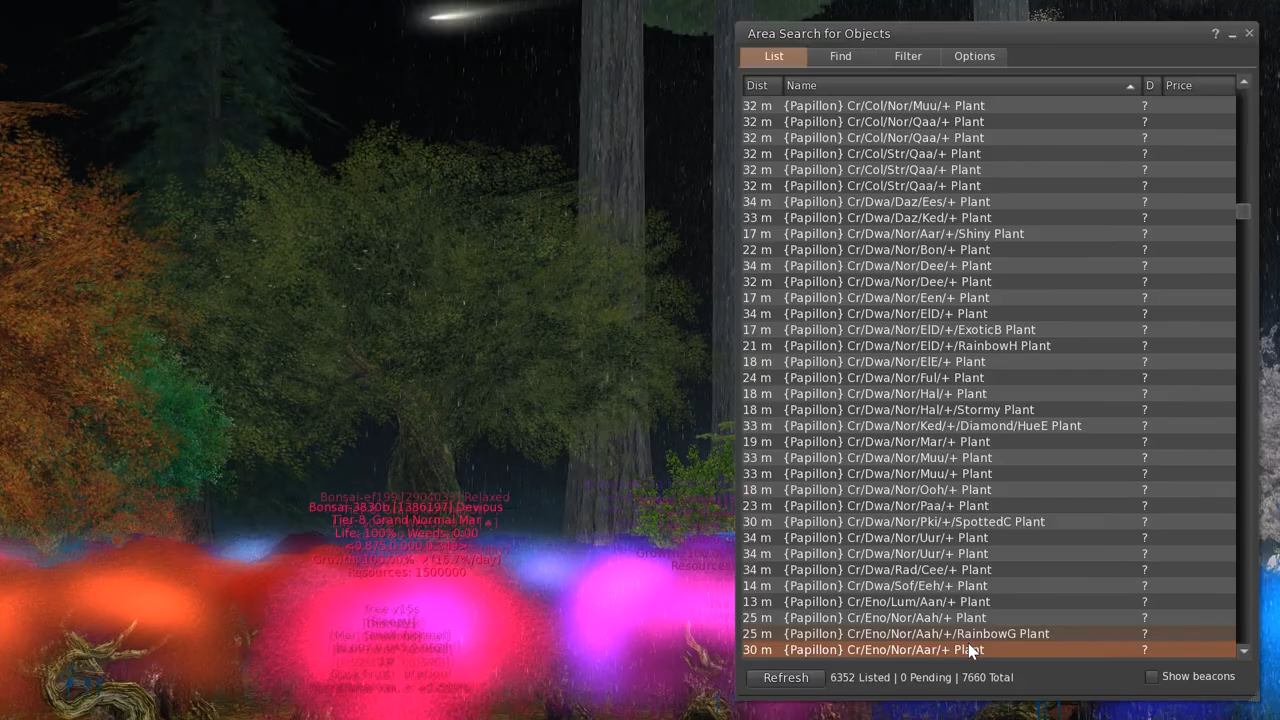 Area Search for Objects
List Find Filter Options
Dist Name D Price
32 m {Papillon} Cr/Col/Nor/Muu/+ Plant ?
32 m {Papillon} Cr/Col/Nor/Qaa/+ Plant ?
32 m {Papillon} Cr/Col/Nor/Qaa/+ Plant ?
32 m {Papillon} Cr/Col/Str/Qaa/+ Plant ?
32 m {Papillon} Cr/Col/Str/Qaa/+ Plant ?
32 m {Papillon} Cr/Col/Str/Qaa/+ Plant ?
34 m {Papillon} Cr/Dwa/Daz/Ees/+ Plant ?
33 m {Papillon} Cr/Dwa/Daz/Ked/+ Plant ?
17 m {Papillon} Cr/Dwa/Nor/Aar/+/Shiny Plant ?
22 m {Papillon} Cr/Dwa/Nor/Bon/+ Plant ?
34 m {Papillon} Cr/Dwa/Nor/Dee/+ Plant ?
32 m {Papillon} Cr/Dwa/Nor/Dee/+ Plant ?
17 m {Papillon} Cr/Dwa/Nor/Een/+ Plant ?
34 m {Papillon} Cr/Dwa/Nor/ElD/+ Plant ?
17 m {Papillon} Cr/Dwa/Nor/ElD/+/ExoticB Plant ?
21 m {Papillon} Cr/Dwa/Nor/ElD/+/RainbowH Plant ?
18 m {Papillon} Cr/Dwa/Nor/ElE/+ Plant ?
24 m {Papillon} Cr/Dwa/Nor/Ful/+ Plant ?
18 m {Papillon} Cr/Dwa/Nor/Hal/+ Plant ?
18 m {Papillon} Cr/Dwa/Nor/Hal/+/Stormy Plant ?
33 m {Papillon} Cr/Dwa/Nor/Ked/+/Diamond/HueE Plant ?
19 m {Papillon} Cr/Dwa/Nor/Mar/+ Plant ?
33 m {Papillon} Cr/Dwa/Nor/Muu/+ Plant ?
33 m {Papillon} Cr/Dwa/Nor/Muu/+ Plant ?
18 m {Papillon} Cr/Dwa/Nor/Ooh/+ Plant ?
23 m {Papillon} Cr/Dwa/Nor/Paa/+ Plant ?
30 m {Papillon} Cr/Dwa/Nor/Pki/+/SpottedC Plant ?
34 m {Papillon} Cr/Dwa/Nor/Uur/+ Plant ?
34 m {Papillon} Cr/Dwa/Nor/Uur/+ Plant ?
34 m {Papillon} Cr/Dwa/Rad/Cee/+ Plant ?
14 m {Papillon} Cr/Dwa/Sof/Eeh/+ Plant ?
13 m {Papillon} Cr/Eno/Lum/Aan/+ Plant ?
25 m {Papillon} Cr/Eno/Nor/Aah/+ Plant ?
25 m {Papillon} Cr/Eno/Nor/Aah/+/RainbowG Plant ?
30 m {Papillon} Cr/Eno/Nor/Aar/+ Plant ?
Refresh 6352 Listed | 0 Pending | 7660 Total Show beacons
Relaxed
Bonsai-3830b [1386197] Devious
Tier-8, Grand Normal Mar
Life: 100% Weeds: 0.00
Resources: 1500000